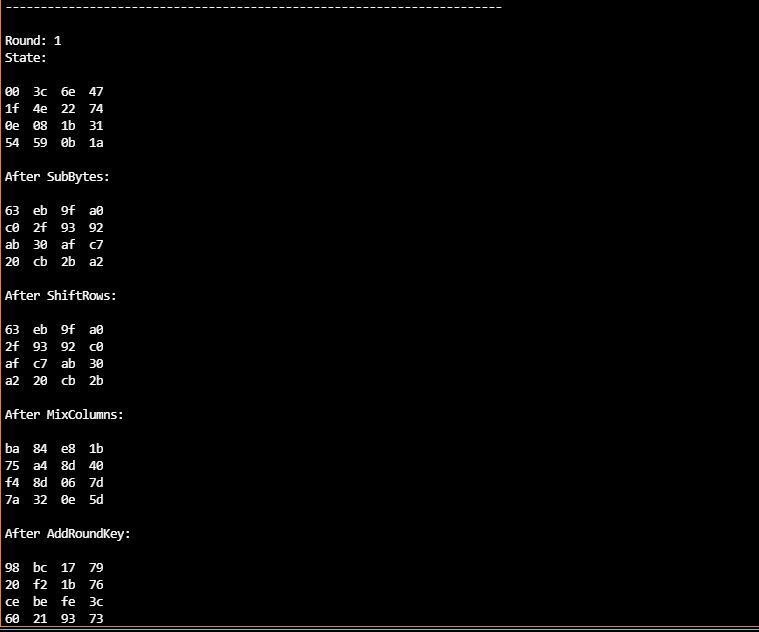 -----------------------------------------------------------------------
Round: 1
State:
00 3c 6e 47
1f 4e 22 74
0e 08 1b 31
54 59 0b 1a
After SubBytes:
63 eb 9f a0
c0 2f 93 92
ab 30 af c7
20 cb 2b a2
After ShiftRows:
63 eb 9f a0
2f 93 92 c0
af c7 ab 30
a2 20 cb 2b
After MixColumns:
ba 84 e8 1b
75 a4 8d 40
f4 8d 06 7d
7a 32 0e 5d
After AddRoundKey:
98 bc 17 79
20 f2 1b 76
ce be fe 3c
60 21 93 73